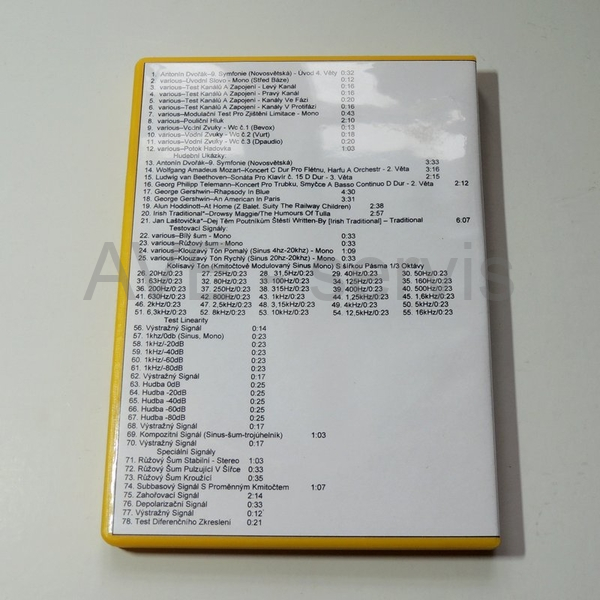 1. Antonín Dvořák–9. Symfonie (Novosvětská) - Úvod 4. Věty 0:32
2. various–Úvodní Slovo - Mono (Střed Báze) 0:12
3. various–Test Kanálů A Zapojení - Levý Kanál 0:16
4. various–Test Kanálů A Zapojení - Pravý Kanál 0:16
5. various–Test Kanálů A Zapojení - Kanály Ve Fázi 0:20
6. various–Test Kanálů A Zapojení - Kanály V Protifázi 0:16
7. various–Modulační Test Pro Zjištění Limitace - Mono 0:43
8. various–Pouliční Hluk 2:10
9. various–Vodní Zvuky - Wc č.1 (Bevox) 0:13
10. various–Vodní Zvuky - Wc č.2 (Vurt) 0:18
11. various–Vodní Zvuky - Wc č.3 (Dpaudio) 0:20
12. various–Potok Hadovka 1:03
Hudební Ukázky:
13. Antonín Dvořák–9. Symfonie (Novosvětská) 3:33
14. Wolfgang Amadeus Mozart–Koncert C Dur Pro Flétnu, Harfu A Orchestr - 2. Věta 3:16
15. Ludwig van Beethoven–Sonáta Pro Klavír č. 15 D Dur - 3. Věta 2:15
16. Georg Philipp Telemann–Koncert Pro Trubku, Smyčce A Basso Continuo D Dur - 2. Věta 2:12
17. George Gershwin–Rhapsody In Blue 4:30
18. George Gershwin–An American In Paris 3:31
19. Alun Hoddinott–At Home (Z Balet. Suity The Railway Children) 2:38
20. Irish Traditional*–Drowsy Maggie/The Humours Of Tulla 2:57
21. Jan Laštovička*–Dej Těm Poutníkům Štěstí Written-By [Irish Traditional] – Traditional 6:07
Testovací Signály:
22. various–Bílý šum - Mono 0:33
23. various–Růžový šum - Mono 0:33
24. various–Klouzavý Tón Pomalý (Sinus 4hz-20khz) - Mono 1:09
25. various–Klouzavý Tón Rychlý (Sinus 20hz-20khz) - Mono 0:33
Kolísavý Tón (Kmitočtově Modulovaný Sinus Mono) S šířkou Pásma 1/3 Oktávy
26. 20Hz/0:23 27. 25Hz/0:23 28. 31,5Hz/0:23 29. 40Hz/0:23 30. 50Hz/0:23
31. 63Hz/0:23 32. 80Hz/0:23 33. 100Hz/0:23 34. 125Hz/0:23 35. 160Hz/0:23
36. 200Hz/0:23 37. 250Hz/0:23 38. 315Hz/0:23 39. 400Hz/0:23 40. 500Hz/0:23
41. 630Hz/0:23 42. 800Hz/0:23 43. 1kHz/0:23 44. 1,25kHz/0:23 45. 1,6kHz/0:23
46. 2kHz/0:23 47. 2,5kHz/0:23 48. 3,15kHz/0:23 49. 4kHz/0:23 50. 5kHz/0:23
51. 6,3kHz/0:23 52. 8kHz/0:23 53. 10kHz/0:23 54. 12,5kHz/0:23 55. 16kHz/0:23
Test Linearity
56. Výstražný Signál 0:14
57. 1khz/0db (Sinus, Mono) 0:23
58. 1kHz/-20dB 0:23
59. 1kHz/-40dB 0:23
60. 1kHz/-60dB 0:23
61. 1kHz/-80dB 0:23
62. Výstražný Signál 0:17
63. Hudba 0dB 0:25
64. Hudba -20dB 0:25
65. Hudba -40dB 0:25
66. Hudba -60dB 0:25
67. Hudba -80dB 0:25
68. Výstražný Signál 0:17
69. Kompozitní Signál (Sinus-šum-trojúhelník) 1:03
70. Výstražný Signál 0:17
Speciální Signály
71. Růžový Šum Stabilní - Stereo 1:03
72. Růžový Šum Pulzující V Šířce 0:33
73. Růžový Šum Kroužící 0:35
74. Subbasový Signál S Proměnným Kmitočtem 1:07
75. Zahořovací Signál 2:14
76. Depolarizační Signál 0:33
77. Výstražný Signál 0:12
78. Test Diferenčního Zkreslení 0:21